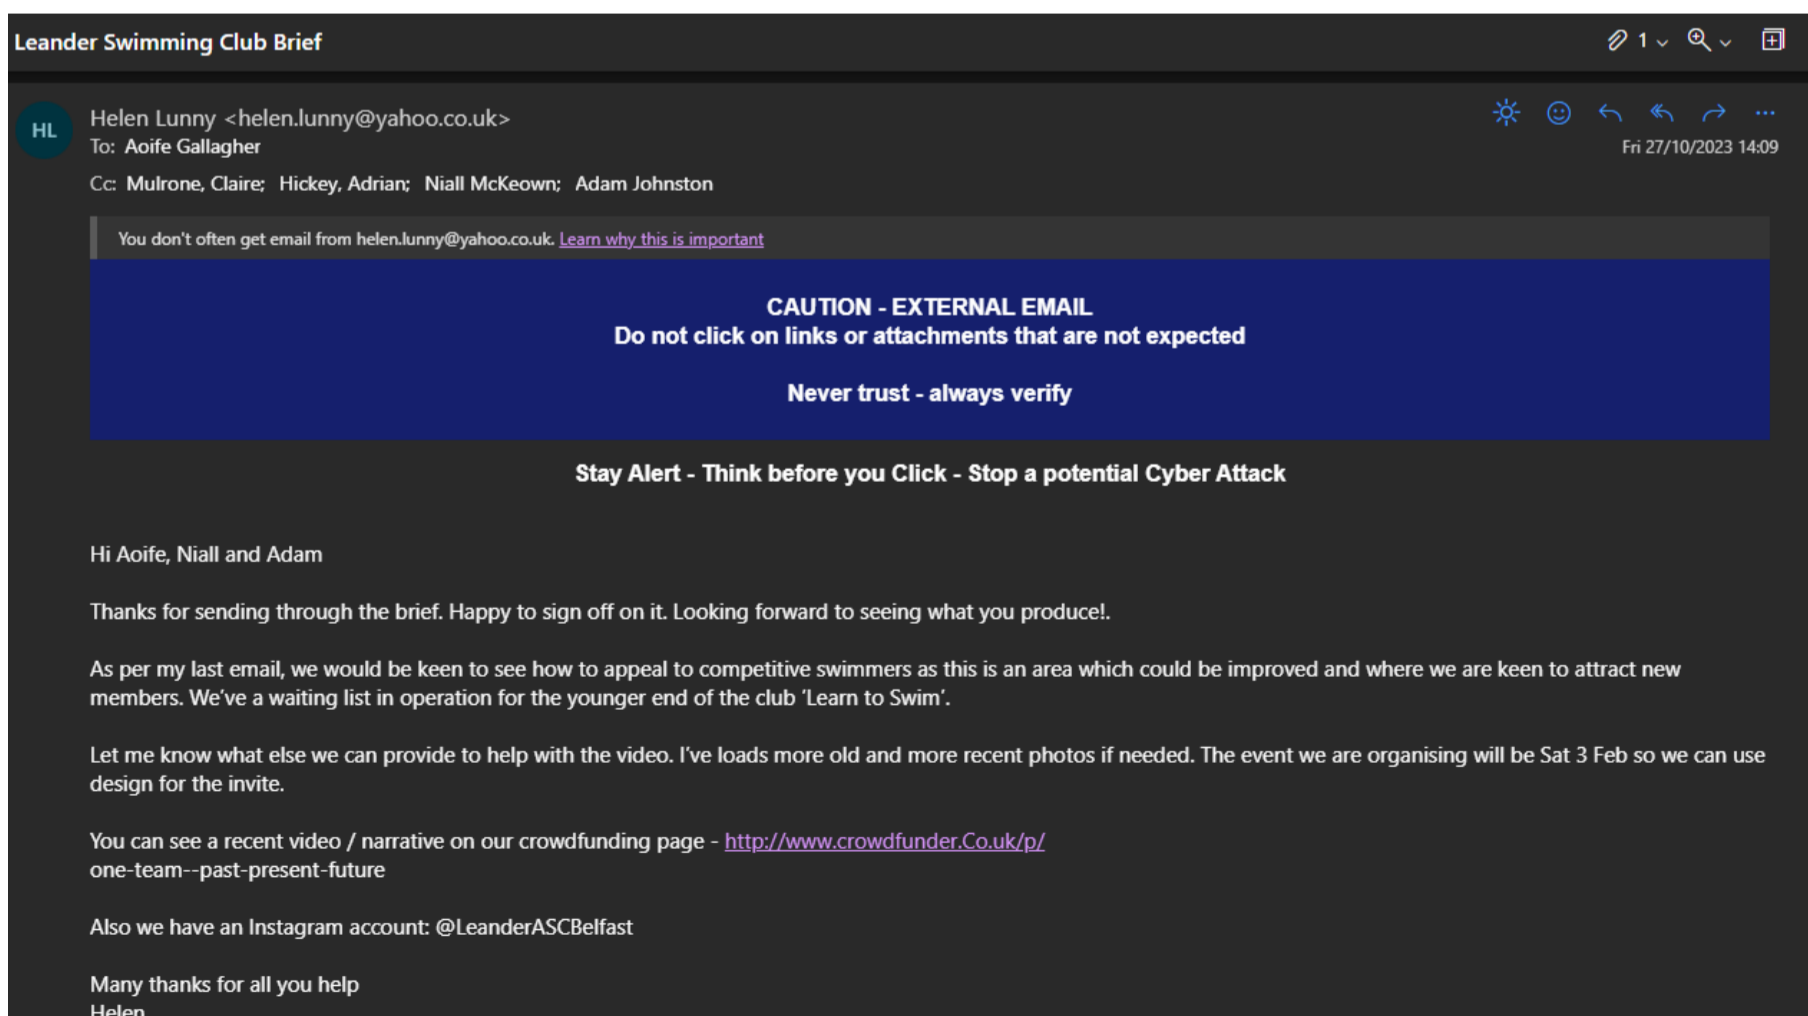 Leander Swimming Club Brief
1
HL
Helen Lunny <helen.lunny@yahoo.co.uk>
To: Aoife Gallagher
Fri 27/10/2023 14:09
Cc: Mulrone, Claire; Hickey, Adrian; Niall McKeown; Adam Johnston
You don't often get email from helen.lunny@yahoo.co.uk. Learn why this is important
CAUTION - EXTERNAL EMAIL
Do not click on links or attachments that are not expected
Never trust - always verify
Stay Alert - Think before you Click - Stop a potential Cyber Attack
Hi Aoife, Niall and Adam
Thanks for sending through the brief. Happy to sign off on it. Looking forward to seeing what you produce!.
As per my last email, we would be keen to see how to appeal to competitive swimmers as this is an area which could be improved and where we are keen to attract new
members. We've a waiting list in operation for the younger end of the club 'Learn to Swim'.
Let me know what else we can provide to help with the video. I've loads more old and more recent photos if needed. The event we are organising will be Sat 3 Feb so we can use
design for the invite.
You can see a recent video / narrative on our crowdfunding page - http://www.crowdfunder.Co.uk/p/
one-team--past-present-future
Also we have an Instagram account: @LeanderASCBelfast
Many thanks for all you help
Helen